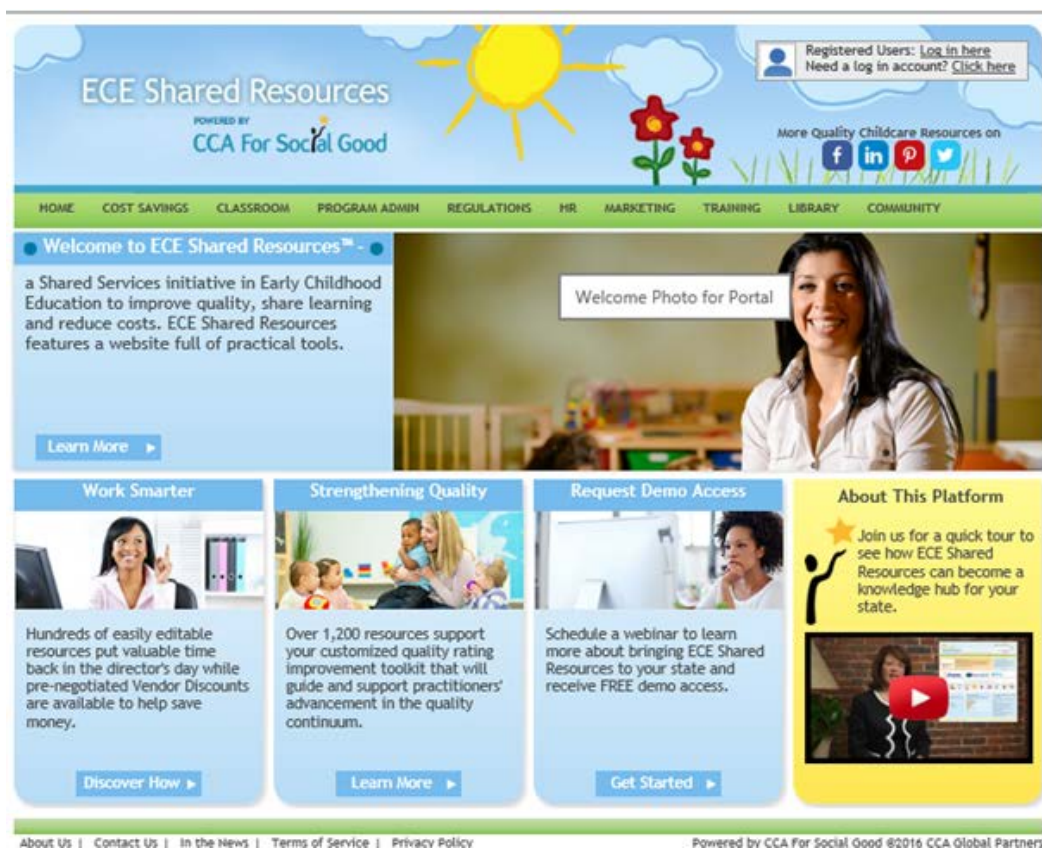 Registered Users: Log in here
Need a log in account? Click here
ECE Shared Resources
POWERED BY
CCA For Social Good
More Quality Childcare Resources on
f in P
HOME COST SAVINGS CLASSROOM PROGRAM ADMIN REGULATIONS HR MARKETING TRAINING LIBRARY COMMUNITY
Welcome to ECE Shared Resources™ -
a Shared Services initiative in Early Childhood
Education to improve quality, share learning
and reduce costs. ECE Shared Resources
features a website full of practical tools.
Learn More
Welcome Photo for Portal
Work Smarter
Hundreds of easily editable
resources put valuable time
back in the director's day while
pre-negotiated Vendor Discounts
are available to help save
money.
Discover How
Strengthening Quality
Over 1,200 resources support
your customized quality rating
improvement toolkit that will
guide and support practitioners'
advancement in the quality
continuum.
Learn More
Request Demo Access
Schedule a webinar to learn
more about bringing ECE Shared
Resources to your state and
receive FREE demo access.
Get Started
About This Platform
Join us for a quick tour to
see how ECE Shared
Resources can become a
knowledge hub for your
state.
About Us | Contact Us | In the News | Terms of Service | Privacy Policy
Powered by CCA For Social Good ©2016 CCA Global Partners